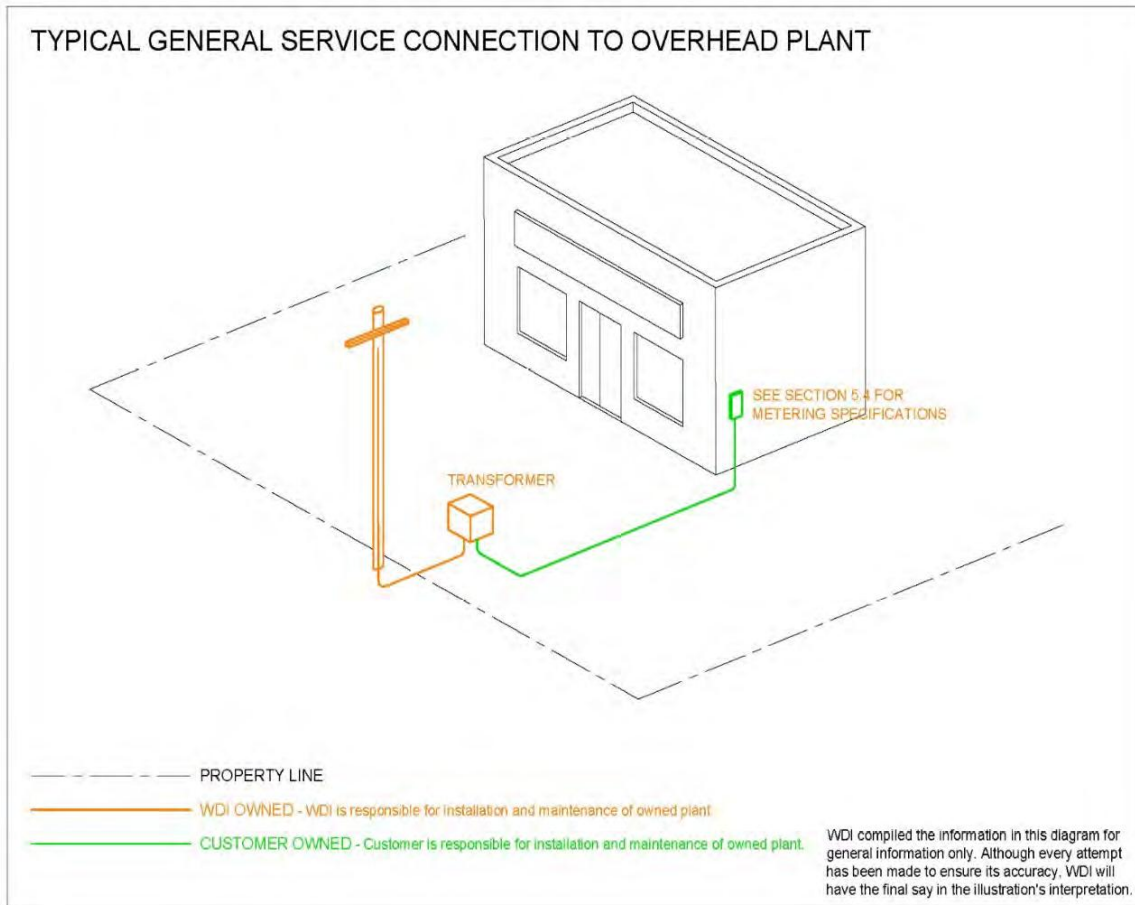 TYPICAL GENERAL SERVICE CONNECTION TO OVERHEAD PLANT
SEE SECTION 5.4 FOR
METERING SPECIFICATIONS
TRANSFORMER
PROPERTY LINE
WDI OWNED - WDI is responsible for installation and maintenance of owned plant
CUSTOMER OWNED - Customer is responsible for installation and maintenance of owned plant.
WDI compiled the information in this diagram for
general information only. Although every attempt
has been made to ensure its accuracy, WDI will
have the final say in the illustration's interpretation.